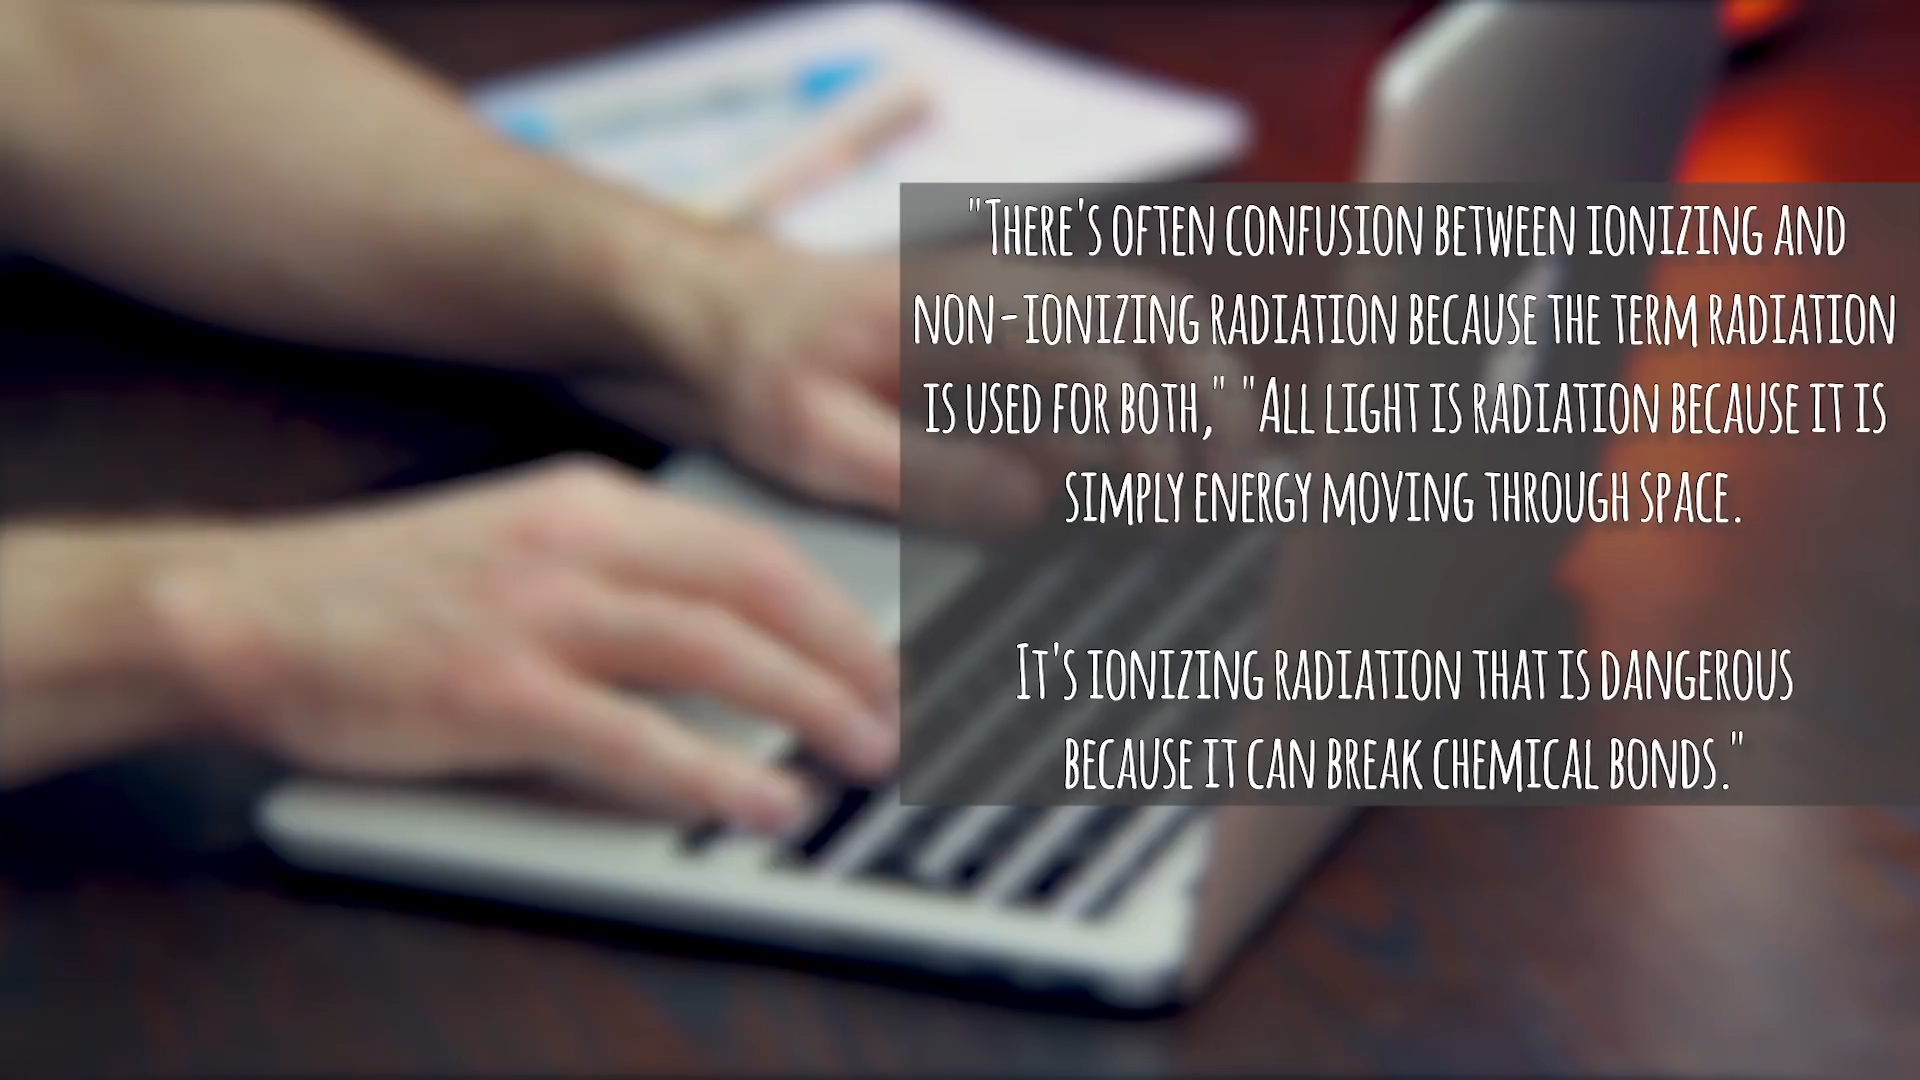 "There's often confusion between ionizing and
non-ionizing radiation because the term radiation
is used for both," "All light is radiation because it is
simply energy moving through space.
It's ionizing radiation that is dangerous
because it can break chemical bonds."